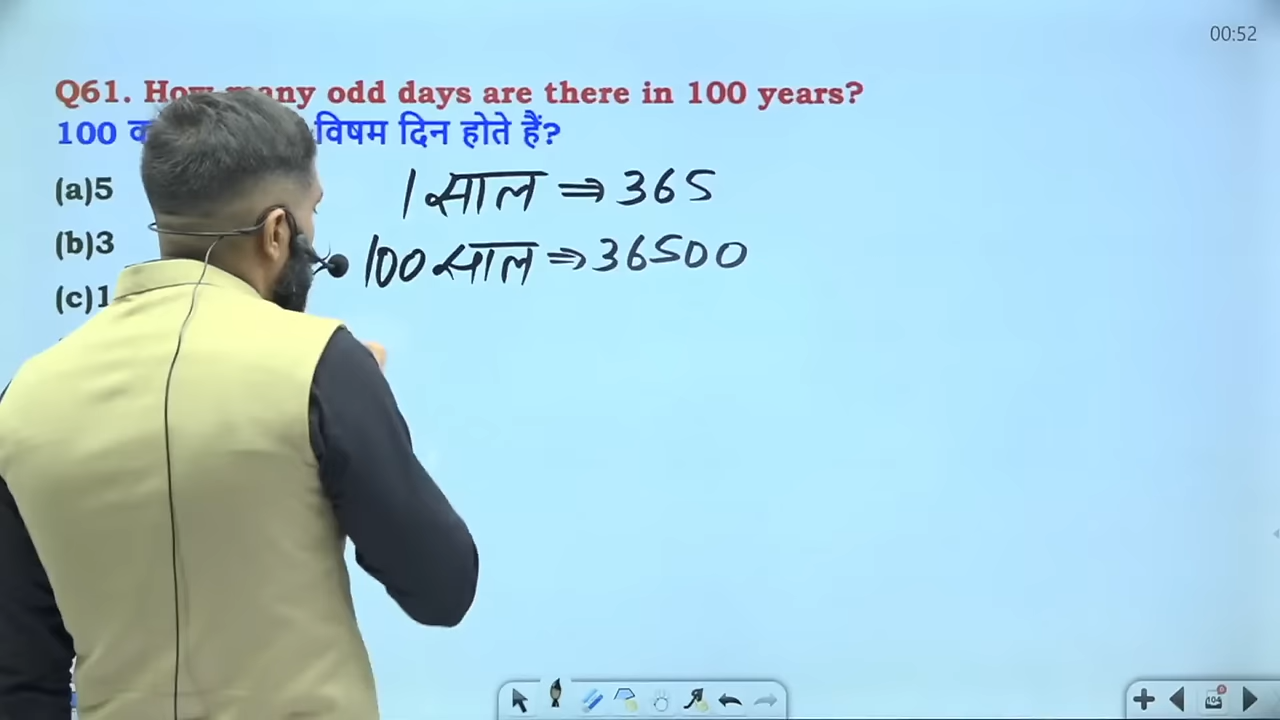 00:52
Q61. How many odd days are there in 100 years?
100 विषम दिन होते हैं?
(a)5
1 साल ⇒ 365
(b)3
100 साल ⇒ 36500
(c)1